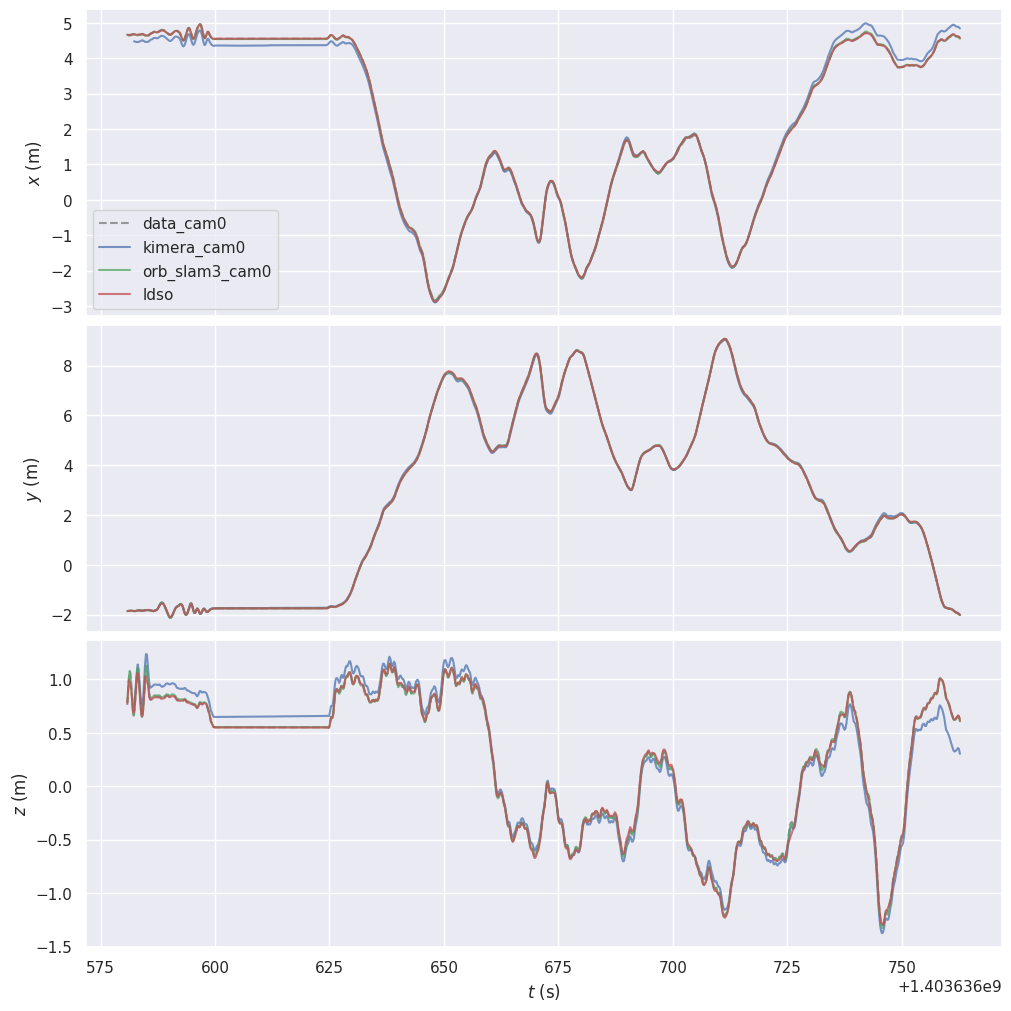 5
4
3
2
1
0
−1
−2
−3
x (m)
data_cam0
kimera_cam0
orb_slam3_cam0
ldso
8
6
4
2
0
−2
y (m)
1.0
0.5
0.0
−0.5
−1.0
−1.5
z (m)
575 600 625 650 675 700 725 750
t (s)
+1.403636e9